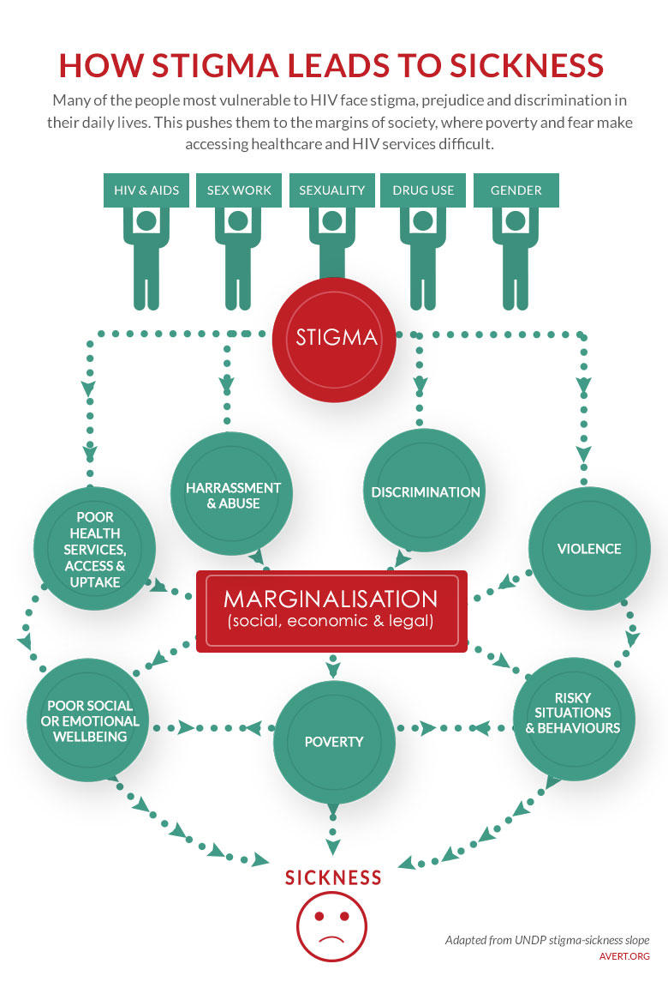 HOW STIGMA LEADS TO SICKNESS
Many of the people most vulnerable to HIV face stigma, prejudice and discrimination in
their daily lives. This pushes them to the margins of society, where poverty and fear make
accessing healthcare and HIV services difficult.
HIV & AIDS
SEX WORK
SEXUALITY
DRUG USE
GENDER
STIGMA
HARRASSMENT
& ABUSE
DISCRIMINATION
POOR
HEALTH
SERVICES,
ACCESS &
UPTAKE
VIOLENCE
MARGINALISATION
(social, economic & legal)
POOR SOCIAL
OR EMOTIONAL
WELLBEING
POVERTY
RISKY
SITUATIONS
& BEHAVIOURS
SICKNESS
Adapted from UNDP stigma-sickness slope
AVERT.ORG